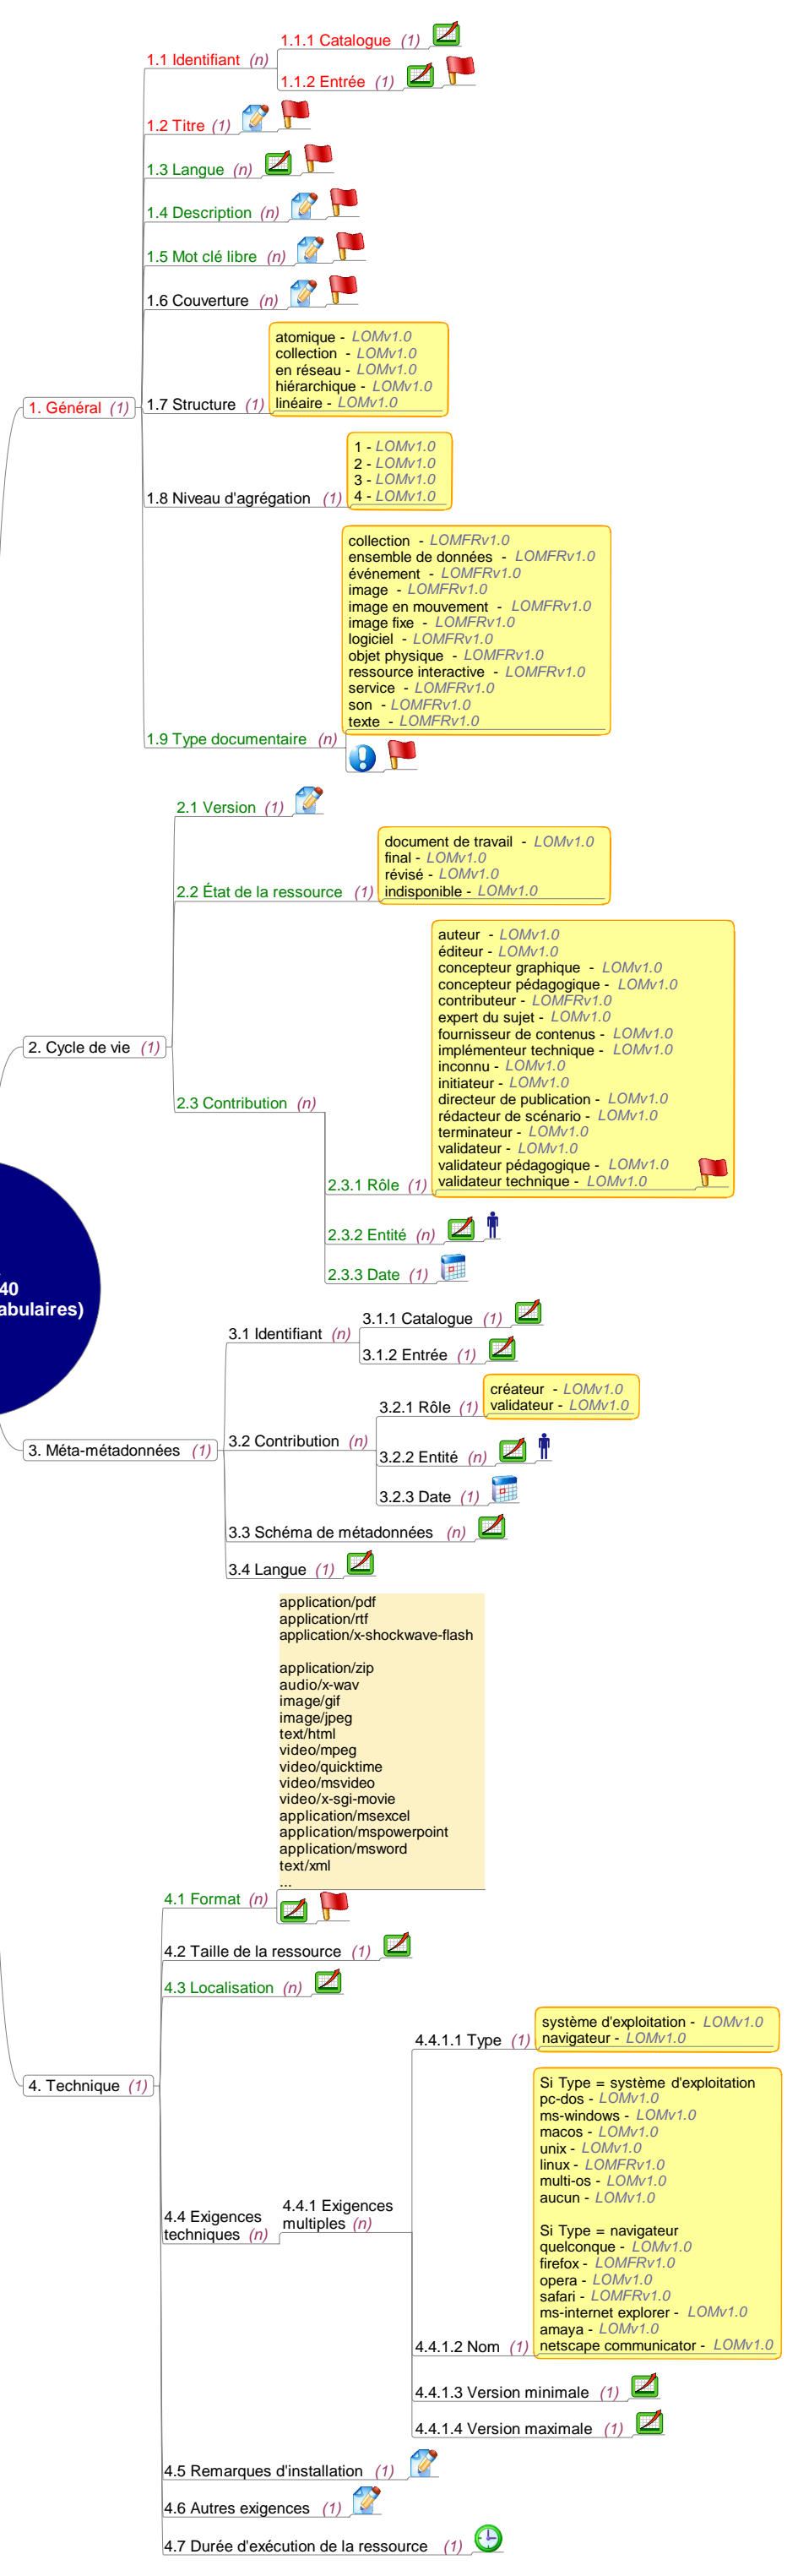 1.1 Identifiant (n)
1.1.1 Catalogue (1)
1.1.2 Entrée (1)
1.2 Titre (1)
1.3 Langue (n)
1.4 Description (n)
1.5 Mot clé libre (n)
1.6 Couverture (n)
1. Général (1)
1.7 Structure (1)
atomique - LOMv1.0
collection - LOMv1.0
en réseau - LOMv1.0
hiérarchique - LOMv1.0
linéaire - LOMv1.0
1.8 Niveau d'agrégation (1)
1 - LOMv1.0
2 - LOMv1.0
3 - LOMv1.0
4 - LOMv1.0
collection - LOMFRv1.0
ensemble de données - LOMFRv1.0
événement - LOMFRv1.0
image - LOMFRv1.0
image en mouvement - LOMFRv1.0
image fixe - LOMFRv1.0
logiciel - LOMFRv1.0
objet physique - LOMFRv1.0
ressource interactive - LOMFRv1.0
service - LOMFRv1.0
son - LOMFRv1.0
texte - LOMFRv1.0
1.9 Type documentaire (n)
2.1 Version (1)
2.2 État de la ressource (1)
document de travail - LOMv1.0
final - LOMv1.0
révisé - LOMv1.0
indisponible - LOMv1.0
2. Cycle de vie (1)
2.3 Contribution (n)
auteur - LOMv1.0
éditeur - LOMv1.0
concepteur graphique - LOMv1.0
concepteur pédagogique - LOMv1.0
contributeur - LOMFRv1.0
expert du sujet - LOMv1.0
fournisseur de contenus - LOMv1.0
implémenteur technique - LOMv1.0
inconnu - LOMv1.0
initiateur - LOMv1.0
directeur de publication - LOMv1.0
rédacteur de scénario - LOMv1.0
terminateur - LOMv1.0
validateur - LOMv1.0
validateur pédagogique - LOMv1.0
validateur technique - LOMv1.0
2.3.1 Rôle (1)
2.3.2 Entité (n)
2.3.3 Date (1)
40
abulaires)
3.1 Identifiant (n)
3.1.1 Catalogue (1)
3.1.2 Entrée (1)
3.2 Contribution (n)
3.2.1 Rôle (1)
créateur - LOMv1.0
validateur - LOMv1.0
3. Méta-métadonnées (1)
3.2.2 Entité (n)
3.2.3 Date (1)
3.3 Schéma de métadonnées (n)
3.4 Langue (1)
application/pdf
application/rtf
application/x-shockwave-flash
application/zip
audio/x-wav
image/gif
image/jpeg
text/html
video/mpeg
video/quicktime
video/msvideo
video/x-sgi-movie
application/msexcel
application/mspowerpoint
application/msword
text/xml
...
4.1 Format (n)
4.2 Taille de la ressource (1)
4.3 Localisation (n)
4. Technique (1)
4.4 Exigences
techniques (n)
4.4.1 Exigences
multiples (n)
4.4.1.1 Type (1)
système d'exploitation - LOMv1.0
navigateur - LOMv1.0
Si Type = système d'exploitation
pc-dos - LOMv1.0
ms-windows - LOMv1.0
macos - LOMv1.0
unix - LOMv1.0
linux - LOMFRv1.0
multi-os - LOMv1.0
aucun - LOMv1.0
Si Type = navigateur
quelconque - LOMv1.0
firefox - LOMFRv1.0
opera - LOMv1.0
safari - LOMFRv1.0
ms-internet explorer - LOMv1.0
amaya - LOMv1.0
netscape communicator - LOMv1.0
4.4.1.2 Nom (1)
4.4.1.3 Version minimale (1)
4.4.1.4 Version maximale (1)
4.5 Remarques d'installation (1)
4.6 Autres exigences (1)
4.7 Durée d'exécution de la ressource (1)